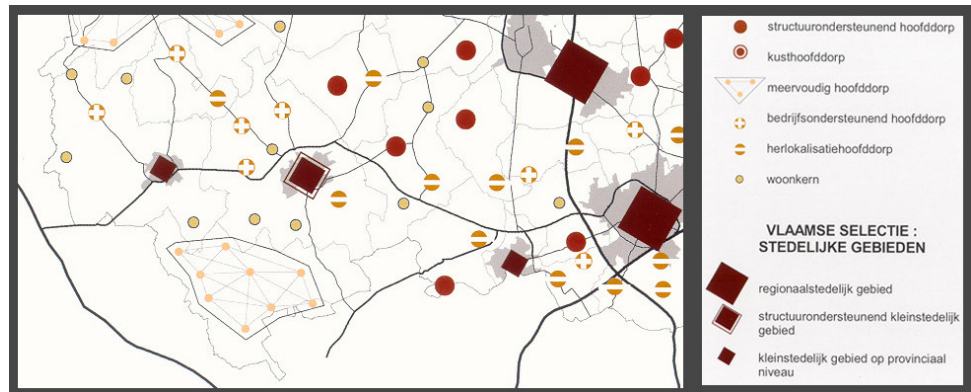 structuurondersteunend hoofddorp
kusthoofddorp
meervoudig hoofddorp
bedrijfsondersteunend hoofddorp
herlokalisatiehoofddorp
woonkern
VLAAMSE SELECTIE :
STEDELIJKE GEBIEDEN
regionaalstedelijk gebied
structuurondersteunend kleinstedelijk
gebied
kleinstedelijk gebied op provinciaal
niveau